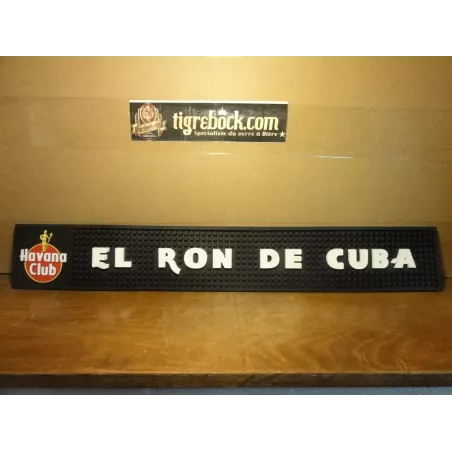 tigrebock.com
Spécialiste du verre à Bière
Havana
Club
EL RON DE CUBA